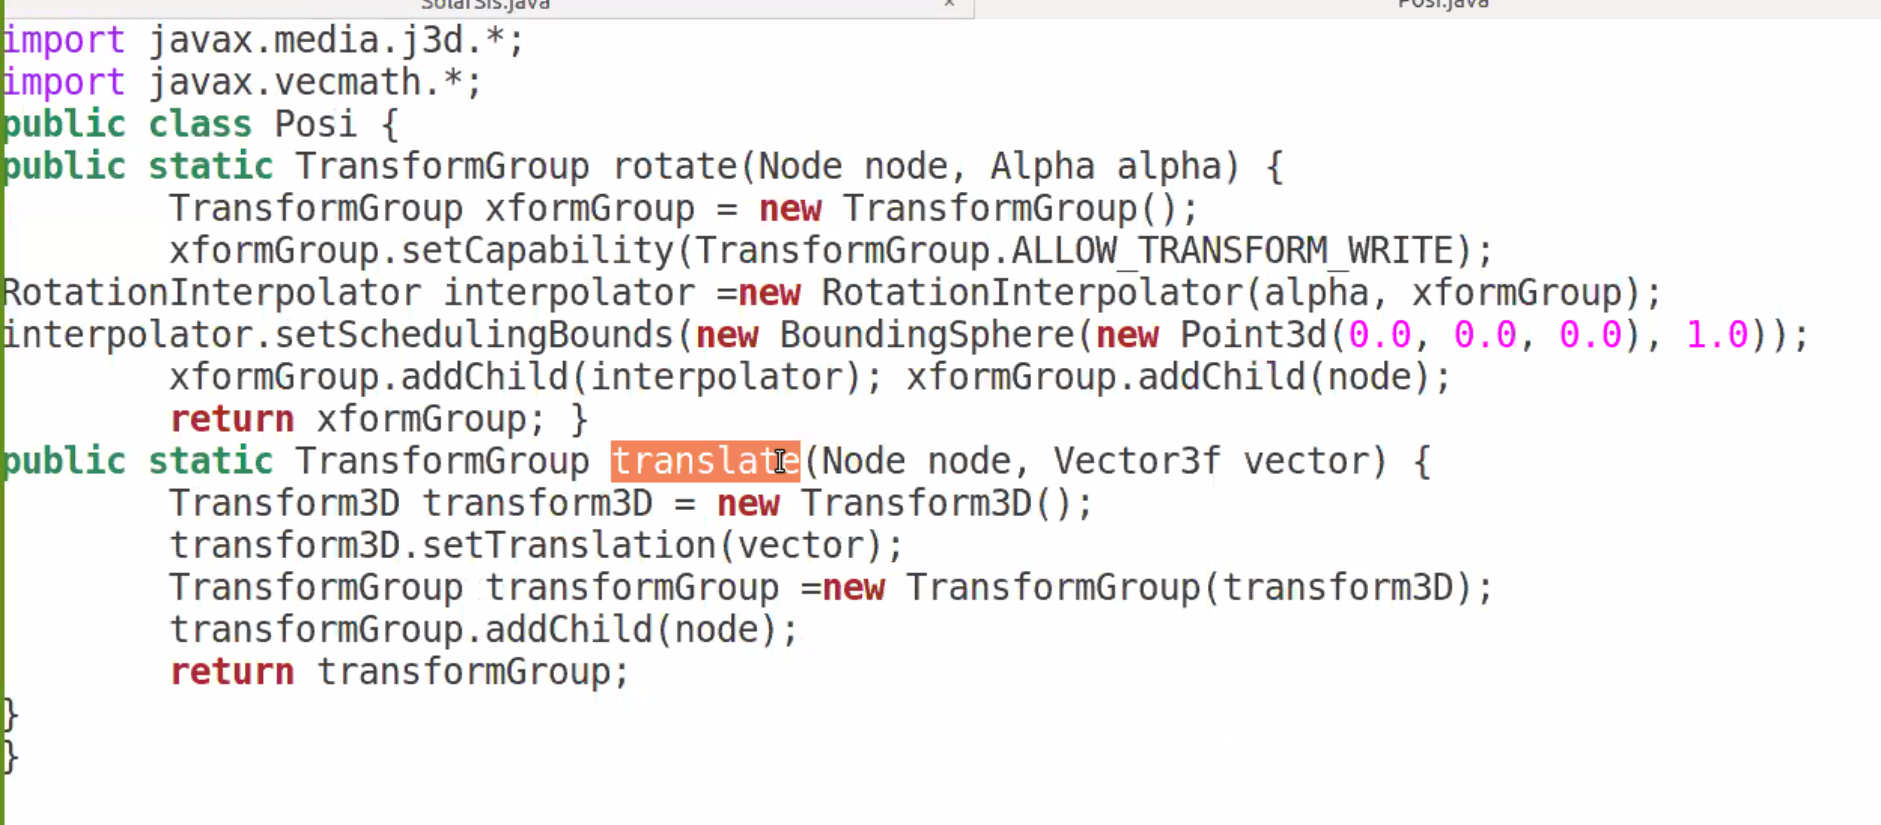 SolarSis.java × Posi.java
import javax.media.j3d.*;
import javax.vecmath.*;
public class Posi {
public static TransformGroup rotate(Node node, Alpha alpha) {
        TransformGroup xformGroup = new TransformGroup();
        xformGroup.setCapability(TransformGroup.ALLOW_TRANSFORM_WRITE);
RotationInterpolator interpolator =new RotationInterpolator(alpha, xformGroup);
interpolator.setSchedulingBounds(new BoundingSphere(new Point3d(0.0, 0.0, 0.0), 1.0));
        xformGroup.addChild(interpolator); xformGroup.addChild(node);
        return xformGroup; }
public static TransformGroup translate(Node node, Vector3f vector) {
        Transform3D transform3D = new Transform3D();
        transform3D.setTranslation(vector);
        TransformGroup transformGroup =new TransformGroup(transform3D);
        transformGroup.addChild(node);
        return transformGroup;
}
}